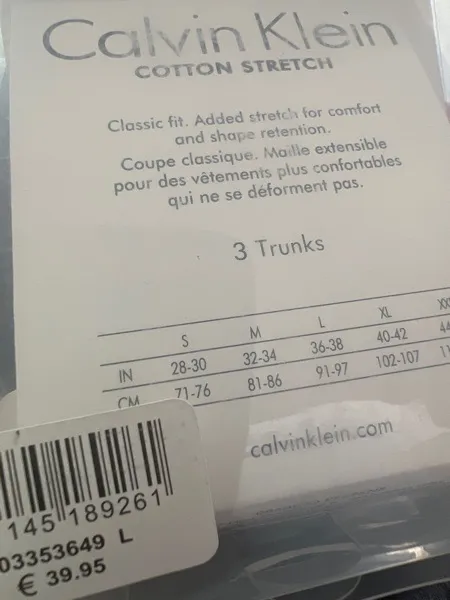 Calvin Klein
COTTON STRETCH
Classic fit. Added stretch for comfort
and shape retention.
Coupe classique. Maille extensible
pour des vêtements plus confortables
qui ne se déforment pas.
3 Trunks
S M L XL
IN 28-30 32-34 36-38 40-42
CM 71-76 81-86 91-97 102-107
calvinklein.com
145 189261
03353649 L
€ 39.95